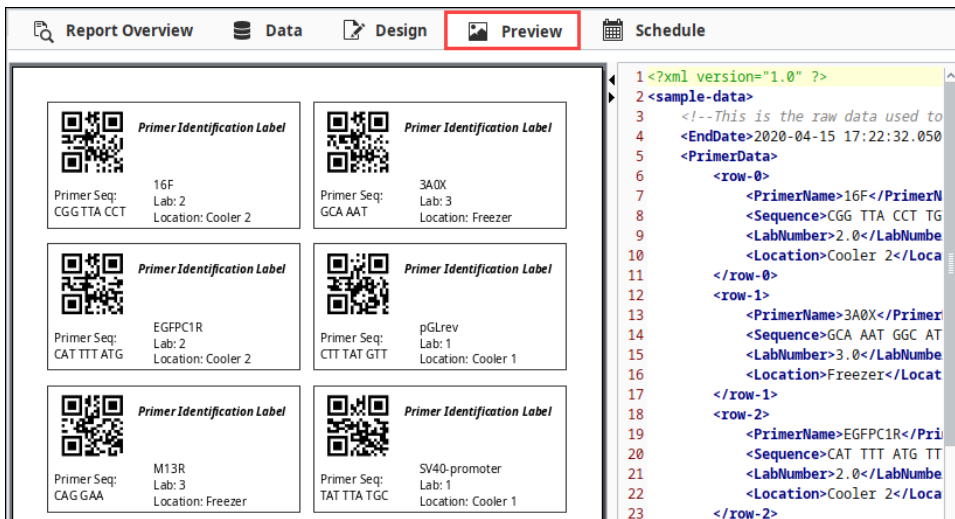 Report Overview Data Design Preview Schedule
Primer Identification Label
Primer Seq:
CGG TTA CCT
16F
Lab: 2
Location: Cooler 2
Primer Identification Label
Primer Seq:
GCA AAT
3A0X
Lab: 3
Location: Freezer
Primer Identification Label
Primer Seq:
CAT TTT ATG
EGFPC1R
Lab: 2
Location: Cooler 2
Primer Identification Label
Primer Seq:
CTT TAT GTT
pGLrev
Lab: 1
Location: Cooler 1
Primer Identification Label
Primer Seq:
CAG GAA
M13R
Lab: 3
Location: Freezer
Primer Identification Label
Primer Seq:
TAT TTA TGC
SV40-promoter
Lab: 1
Location: Cooler 1
1 <?xml version="1.0" ?>
2 <sample-data>
3 <!--This is the raw data used to
4 <EndDate>2020-04-15 17:22:32.050
5 <PrimerData>
6 <row-0>
7 <PrimerName>16F</PrimerN
8 <Sequence>CGG TTA CCT TG
9 <LabNumber>2.0</LabNumbe
10 <Location>Cooler 2</Loca
11 </row-0>
12 <row-1>
13 <PrimerName>3A0X</Primer
14 <Sequence>GCA AAT GGC AT
15 <LabNumber>3.0</LabNumbe
16 <Location>Freezer</Locat
17 </row-1>
18 <row-2>
19 <PrimerName>EGFPC1R</Pri
20 <Sequence>CAT TTT ATG TT
21 <LabNumber>2.0</LabNumbe
22 <Location>Cooler 2</Loca
23 </row-2>